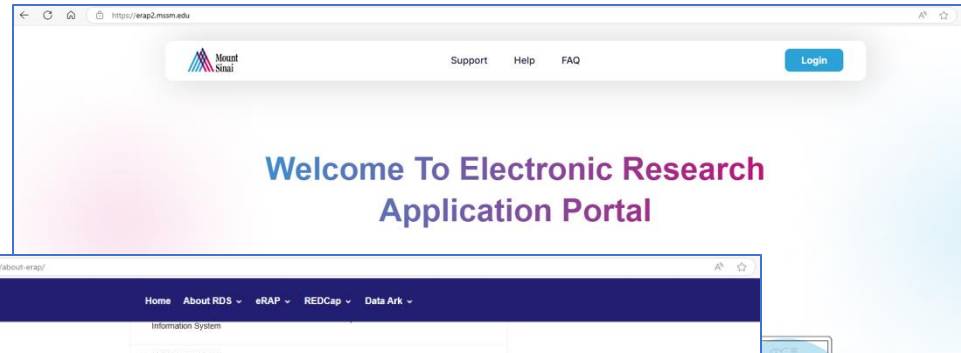 https://erap2.mssm.edu
Mount
Sinai
Support Help FAQ
Login
Welcome To Electronic Research
Application Portal
/about-erap/
Home About RDS eRAP REDCap Data Ark
Information System